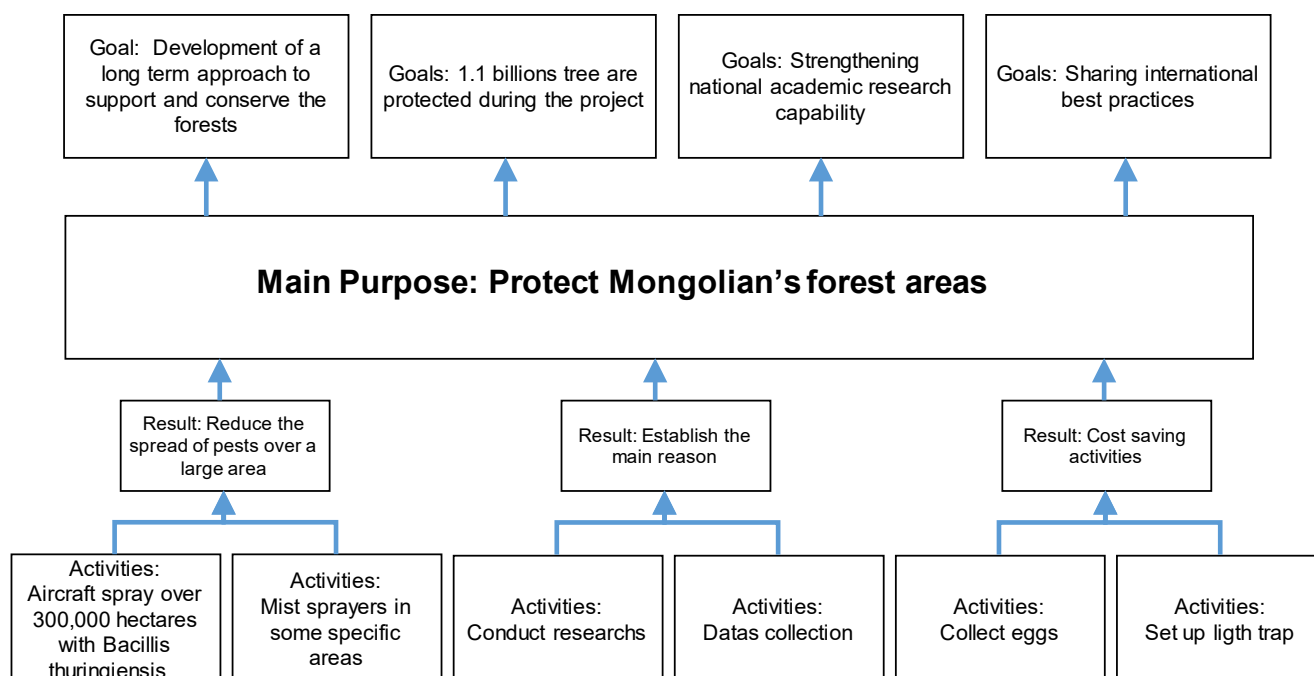 Goal: Development of a
long term approach to
support and conserve the
forests
Goals: 1.1 billions tree are
protected during the project
Goals: Strengthening
national academic research
capability
Goals: Sharing international
best practices
Main Purpose: Protect Mongolian's forest areas
Result: Reduce the
spread of pests over a
large area
Result: Establish the
main reason
Result: Cost saving
activities
Activities:
Aircraft spray over
300,000 hectares
with Bacillis
thuringiensis
Activities:
Mist sprayers in
some specific
areas
Activities:
Conduct researchs
Activities:
Datas collection
Activities:
Collect eggs
Activities:
Set up ligth trap